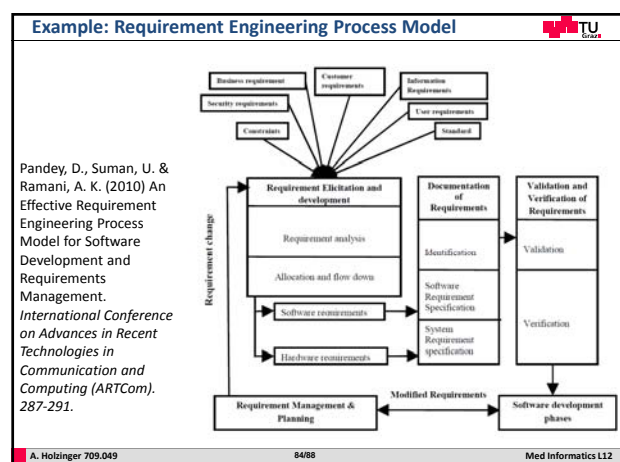 Example: Requirement Engineering Process Model
TU
Graz
Pandey, D., Suman, U. &
Ramani, A. K. (2010) An
Effective Requirement
Engineering Process
Model for Software
Development and
Requirements
Management.
International Conference
on Advances in Recent
Technologies in
Communication and
Computing (ARTCom).
287-291.
Business requirement
Customer
requirements
Information
Requirements
Security requirements
User requirements
Constraints
Standard
Requirement change
Requirement Elicitation and
development
Requirement analysis
Allocation and flow down
Software requirements
Hardware requirements
Documentation
of
Requirements
Identification
Software
Requirement
Specification
System
Requirement
specification
Validation and
Verification of
Requirements
Validation
Verification
Requirement Management &
Planning
Modified Requirements
Software development
phases
A. Holzinger 709.049
84/88
Med Informatics L12